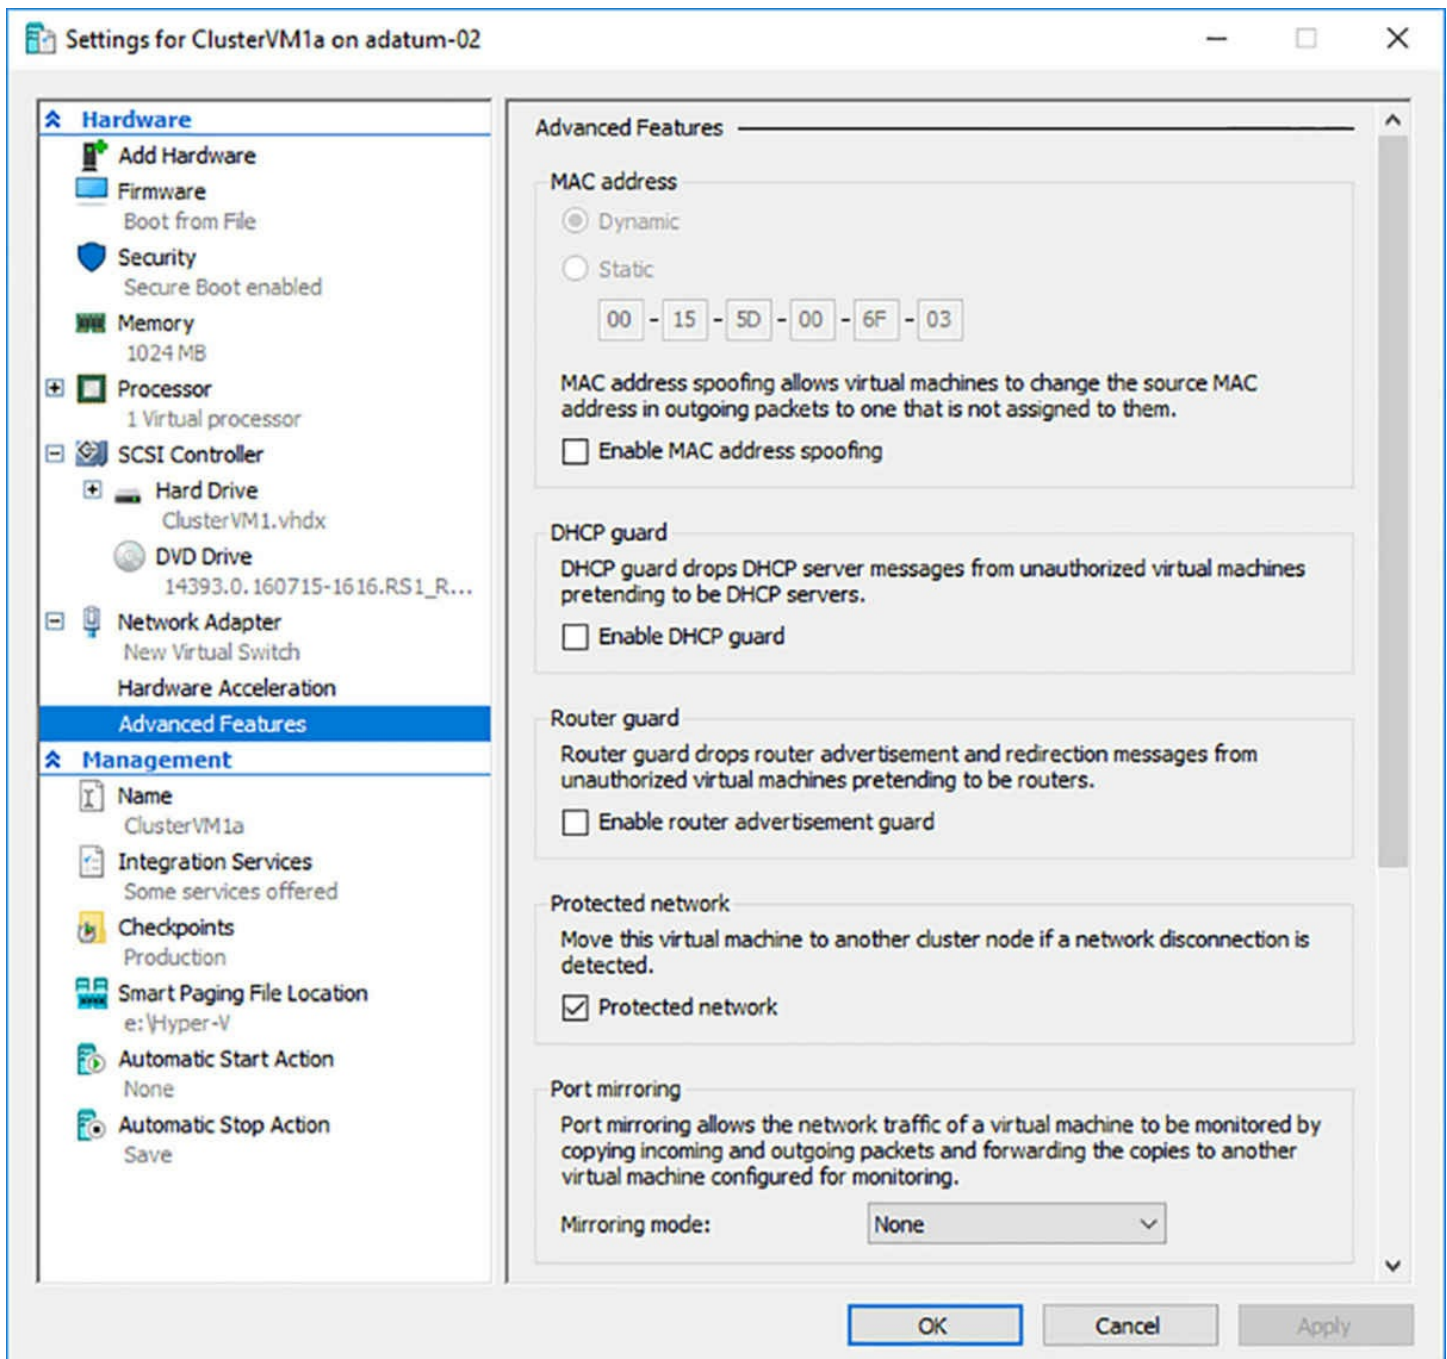 Settings for ClusterVM1a on adatum-02
Hardware
Add Hardware
Firmware
Boot from File
Security
Secure Boot enabled
Memory
1024 MB
Processor
1 Virtual processor
SCSI Controller
Hard Drive
ClusterVM1.vhdx
DVD Drive
14393.0.160715-1616.RS1_R...
Network Adapter
New Virtual Switch
Hardware Acceleration
Advanced Features
Management
Name
ClusterVM1a
Integration Services
Some services offered
Checkpoints
Production
Smart Paging File Location
e:\Hyper-V
Automatic Start Action
None
Automatic Stop Action
Save
Advanced Features
MAC address
Dynamic
Static
00 - 15 - 5D - 00 - 6F - 03
MAC address spoofing allows virtual machines to change the source MAC
address in outgoing packets to one that is not assigned to them.
Enable MAC address spoofing
DHCP guard
DHCP guard drops DHCP server messages from unauthorized virtual machines
pretending to be DHCP servers.
Enable DHCP guard
Router guard
Router guard drops router advertisement and redirection messages from
unauthorized virtual machines pretending to be routers.
Enable router advertisement guard
Protected network
Move this virtual machine to another cluster node if a network disconnection is
detected.
Protected network
Port mirroring
Port mirroring allows the network traffic of a virtual machine to be monitored by
copying incoming and outgoing packets and forwarding the copies to another
virtual machine configured for monitoring.
Mirroring mode: None
OK Cancel Apply